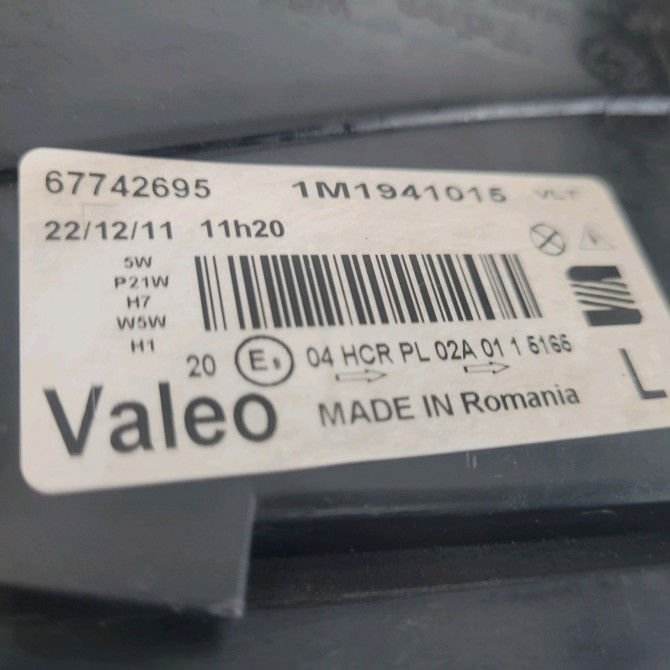 67742695 1M1941015 VLT
22/12/11 11h20
5W
P21W
H7
W5W
H1
20 E1 04 HCR PL 02A 01 1 5165
Valeo MADE IN Romania L